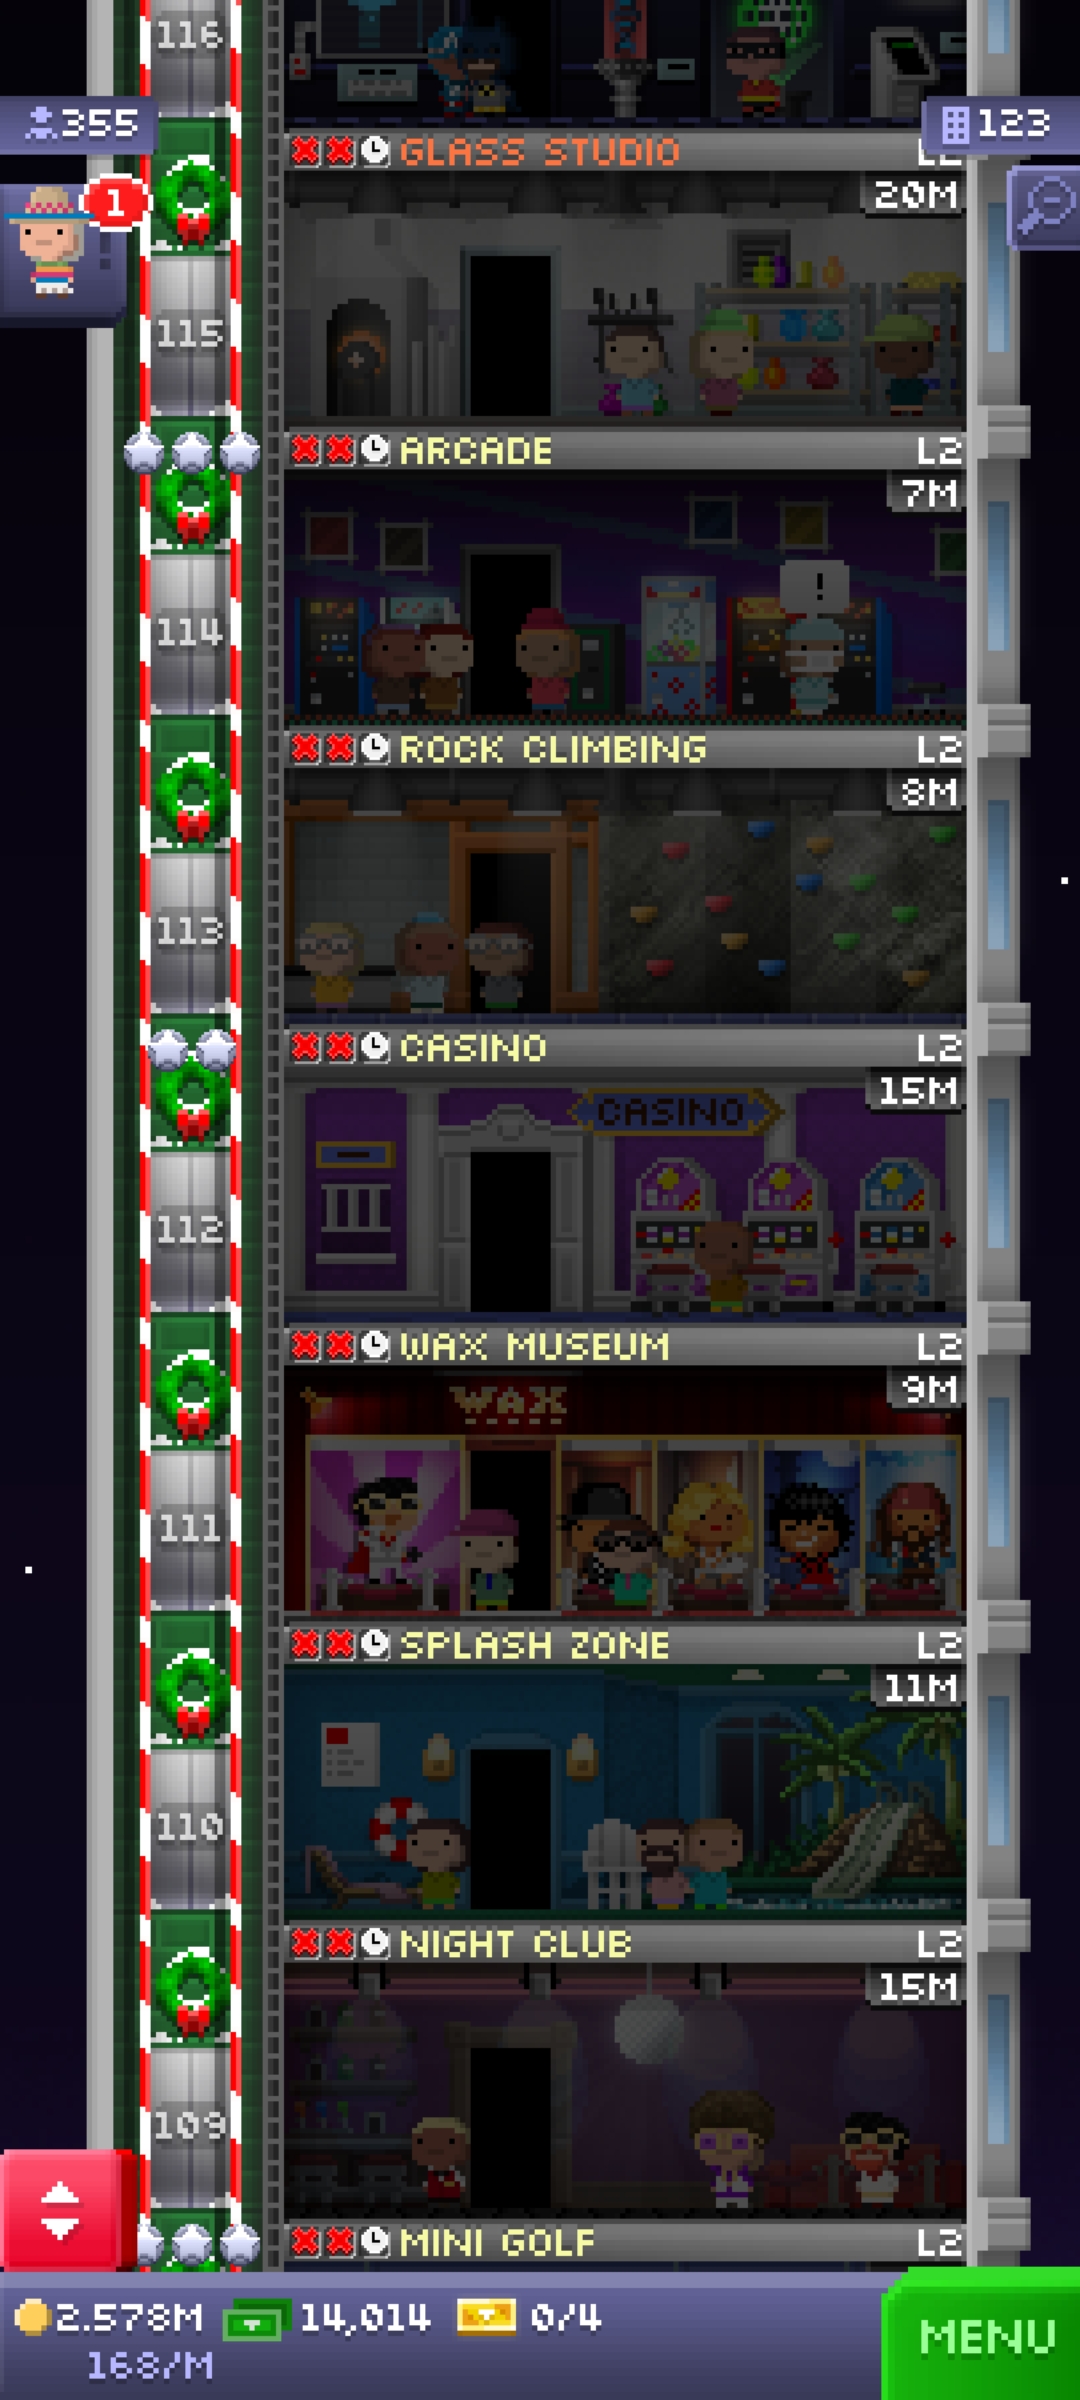 116
355
123
GLASS STUDIO
20M
1
115
ARCADE L2
7M
!
114
ROCK CLIMBING L2
8M
113
CASINO L2
15M
CASINO
112
WAX MUSEUM L2
9M
WAX
111
SPLASH ZONE L2
11M
110
NIGHT CLUB L2
15M
109
MINI GOLF L2
2.578M 14,014 0/4
168/M
MENU